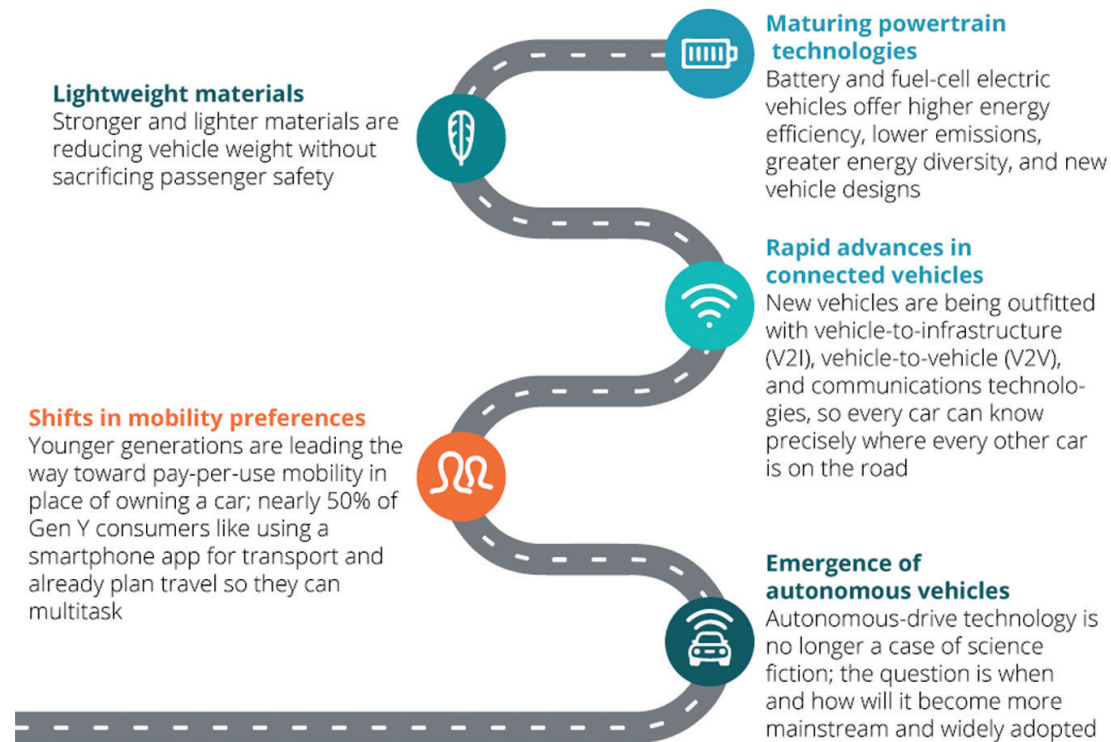 Maturing powertrain
technologies
Battery and fuel-cell electric
vehicles offer higher energy
efficiency, lower emissions,
greater energy diversity, and new
vehicle designs
Lightweight materials
Stronger and lighter materials are
reducing vehicle weight without
sacrificing passenger safety
Rapid advances in
connected vehicles
New vehicles are being outfitted
with vehicle-to-infrastructure
(V2I), vehicle-to-vehicle (V2V),
and communications technolo-
gies, so every car can know
precisely where every other car
is on the road
Shifts in mobility preferences
Younger generations are leading the
way toward pay-per-use mobility in
place of owning a car; nearly 50% of
Gen Y consumers like using a
smartphone app for transport and
already plan travel so they can
multitask
Emergence of
autonomous vehicles
Autonomous-drive technology is
no longer a case of science
fiction; the question is when
and how will it become more
mainstream and widely adopted